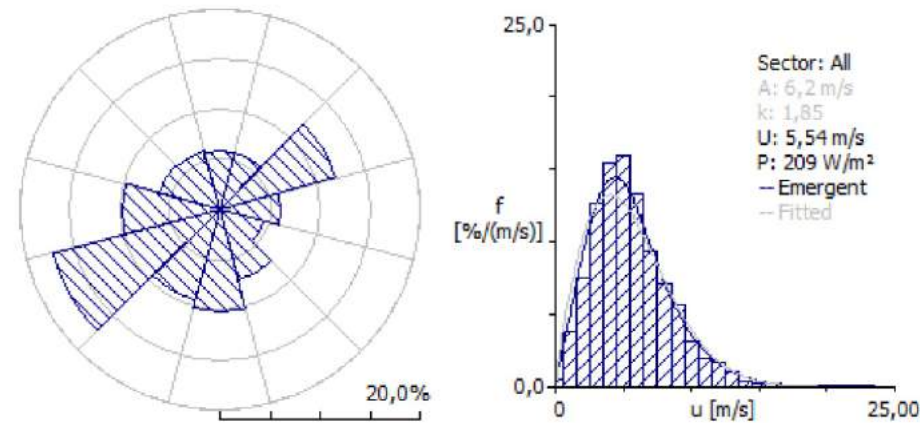 20,0%
25,0
f
[%/(m/s)]
0,0
0
u [m/s]
25,00
Sector: All
A: 6,2 m/s
k: 1,85
U: 5,54 m/s
P: 209 W/m²
-- Emergent
-- Fitted